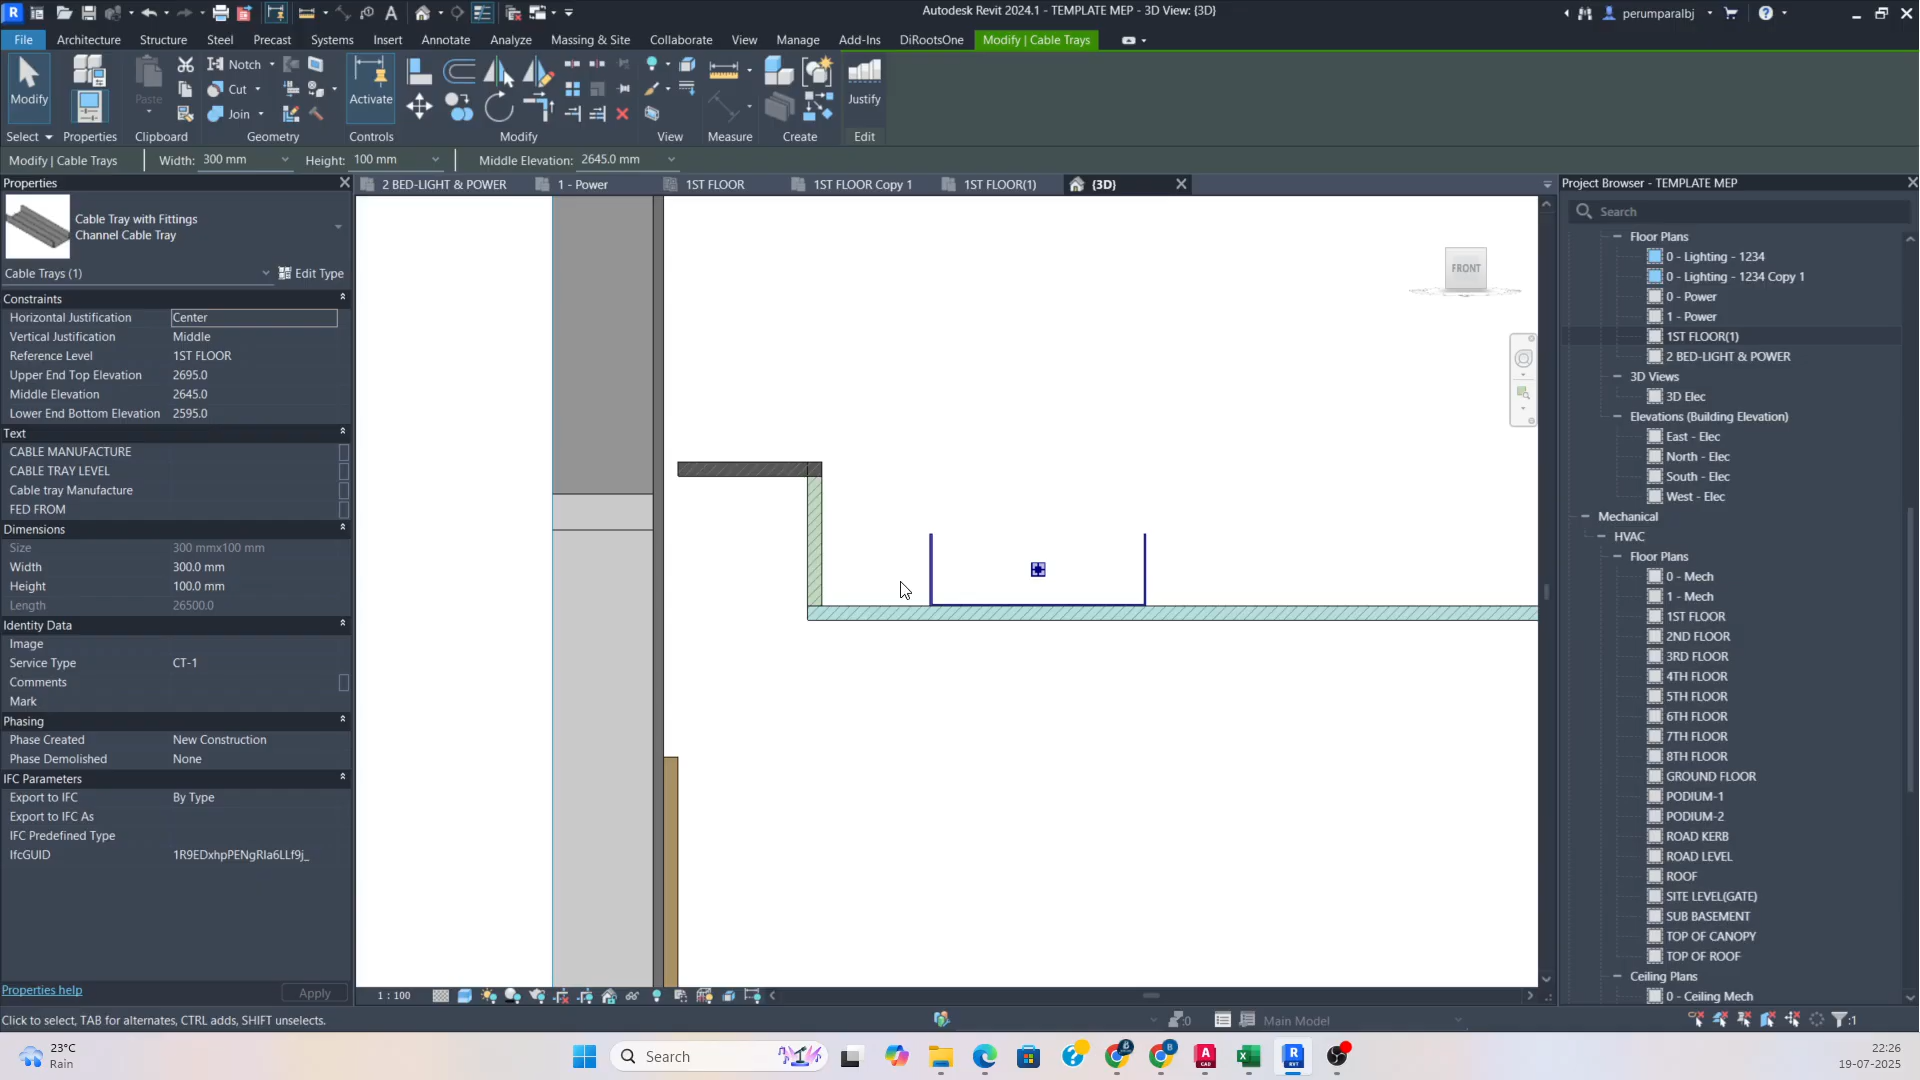 Autodesk Revit 2024.1 - TEMPLATE MEP - 3D View: {3D}
perumparalbj
File
Architecture
Structure
Steel
Precast
Systems
Insert
Annotate
Analyze
Massing & Site
Collaborate
View
Manage
Add-Ins
DiRootsOne
Modify | Cable Trays
Modify
Paste
Notch
Cut
Join
Activate
Justify
Select
Properties
Clipboard
Geometry
Controls
Modify
View
Measure
Create
Edit
Modify | Cable Trays
Width: 300 mm
Height: 100 mm
Middle Elevation: 2645.0 mm
Properties
Cable Tray with Fittings
Channel Cable Tray
Cable Trays (1)
Edit Type
Constraints
Horizontal Justification Center
Vertical Justification Middle
Reference Level 1ST FLOOR
Upper End Top Elevation 2695.0
Middle Elevation 2645.0
Lower End Bottom Elevation 2595.0
Text
CABLE MANUFACTURE
CABLE TRAY LEVEL
Cable tray Manufacture
FED FROM
Dimensions
Size 300 mmx100 mm
Width 300.0 mm
Height 100.0 mm
Length 26500.0
Identity Data
Image
Service Type CT-1
Comments
Mark
Phasing
Phase Created New Construction
Phase Demolished None
IFC Parameters
Export to IFC By Type
Export to IFC As
IFC Predefined Type
IfcGUID 1R9EDxhpPENgRIa6LLf9j_
Properties help
Apply
2 BED-LIGHT & POWER
1 - Power
1ST FLOOR
1ST FLOOR Copy 1
1ST FLOOR(1)
{3D}
FRONT
1 : 100
Project Browser - TEMPLATE MEP
Search
Floor Plans
0 - Lighting - 1234
0 - Lighting - 1234 Copy 1
0 - Power
1 - Power
1ST FLOOR(1)
2 BED-LIGHT & POWER
3D Views
3D Elec
Elevations (Building Elevation)
East - Elec
North - Elec
South - Elec
West - Elec
Mechanical
HVAC
Floor Plans
0 - Mech
1 - Mech
1ST FLOOR
2ND FLOOR
3RD FLOOR
4TH FLOOR
5TH FLOOR
6TH FLOOR
7TH FLOOR
8TH FLOOR
GROUND FLOOR
PODIUM-1
PODIUM-2
ROAD KERB
ROAD LEVEL
ROOF
SITE LEVEL(GATE)
SUB BASEMENT
TOP OF CANOPY
TOP OF ROOF
Ceiling Plans
0 - Ceiling Mech
Click to select, TAB for alternates, CTRL adds, SHIFT unselects.
:0
Main Model
:1
23°C
Rain
Search
22:26
19-07-2025